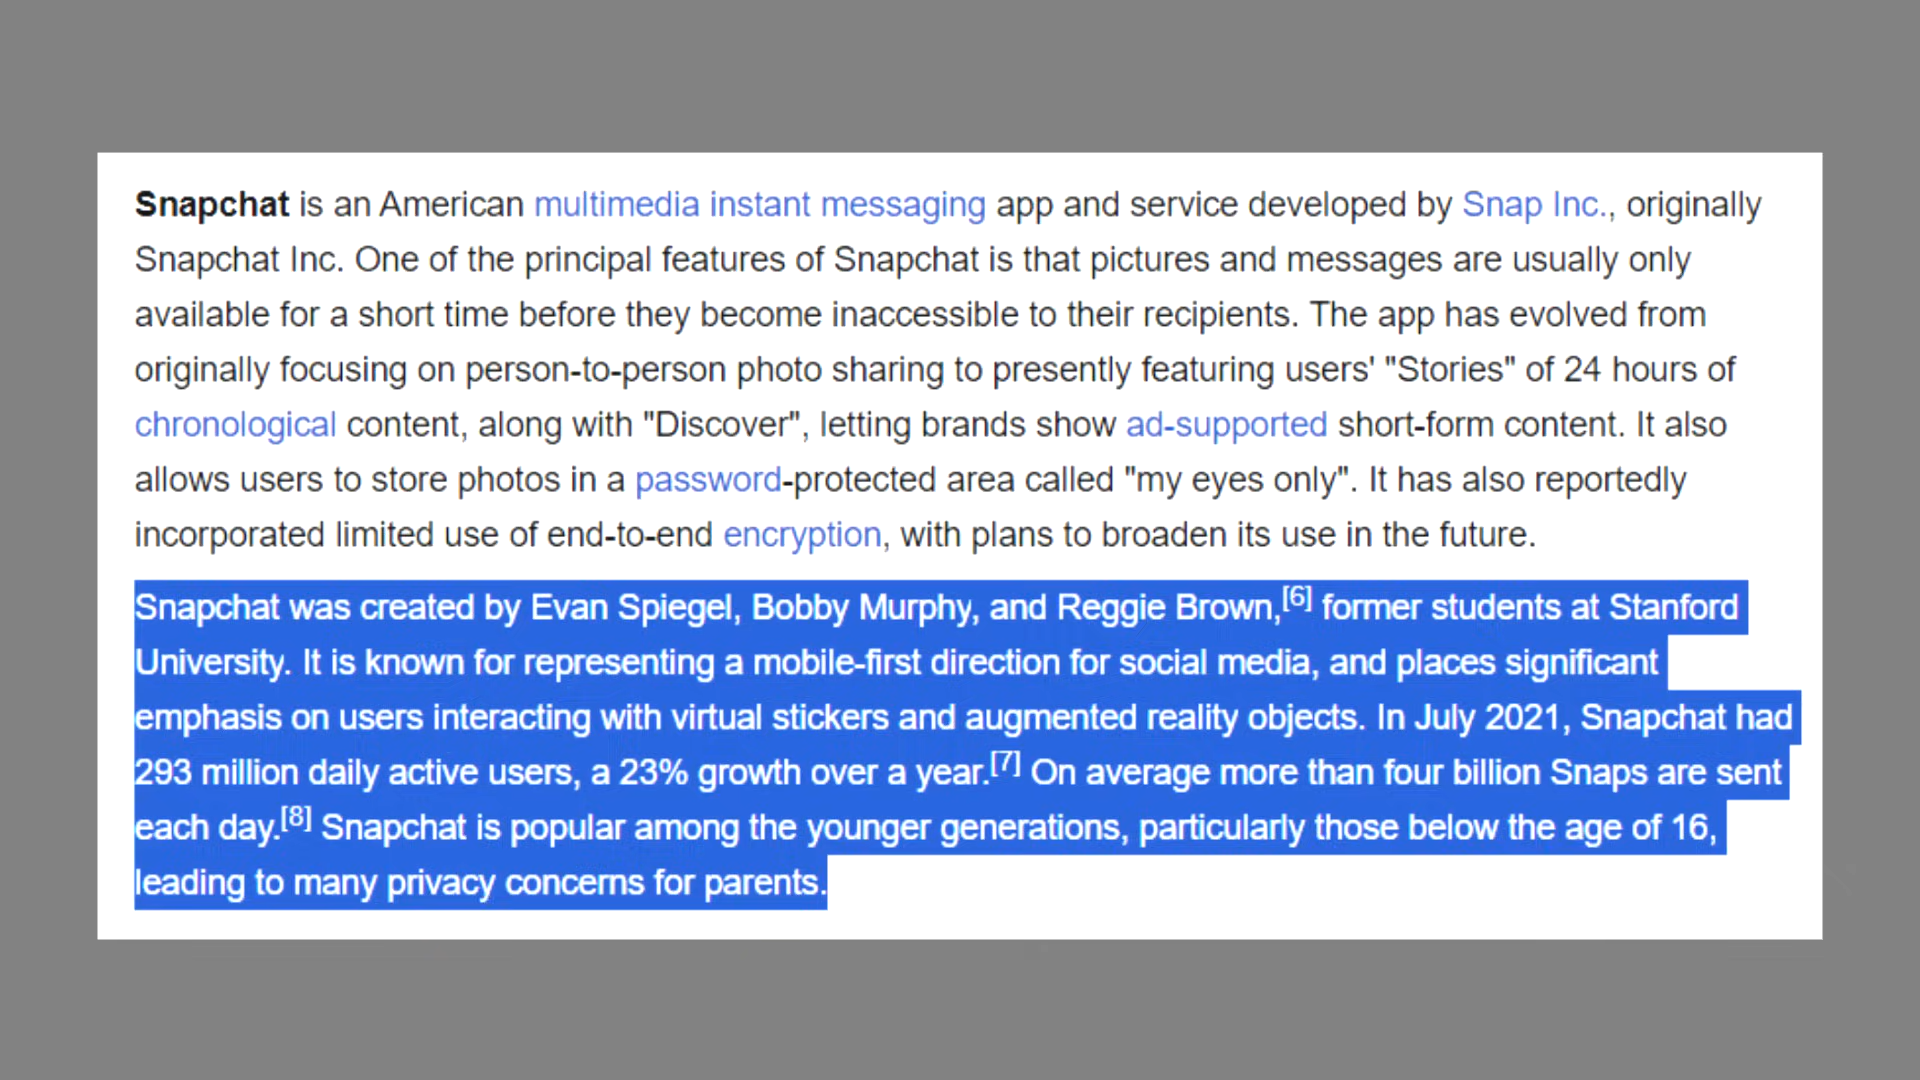 Snapchat is an American multimedia instant messaging app and service developed by Snap Inc., originally
Snapchat Inc. One of the principal features of Snapchat is that pictures and messages are usually only
available for a short time before they become inaccessible to their recipients. The app has evolved from
originally focusing on person-to-person photo sharing to presently featuring users' "Stories" of 24 hours of
chronological content, along with "Discover", letting brands show ad-supported short-form content. It also
allows users to store photos in a password-protected area called "my eyes only". It has also reportedly
incorporated limited use of end-to-end encryption, with plans to broaden its use in the future.
Snapchat was created by Evan Spiegel, Bobby Murphy, and Reggie Brown,[6] former students at Stanford
University. It is known for representing a mobile-first direction for social media, and places significant
emphasis on users interacting with virtual stickers and augmented reality objects. In July 2021, Snapchat had
293 million daily active users, a 23% growth over a year.[7] On average more than four billion Snaps are sent
each day.[8] Snapchat is popular among the younger generations, particularly those below the age of 16,
leading to many privacy concerns for parents.